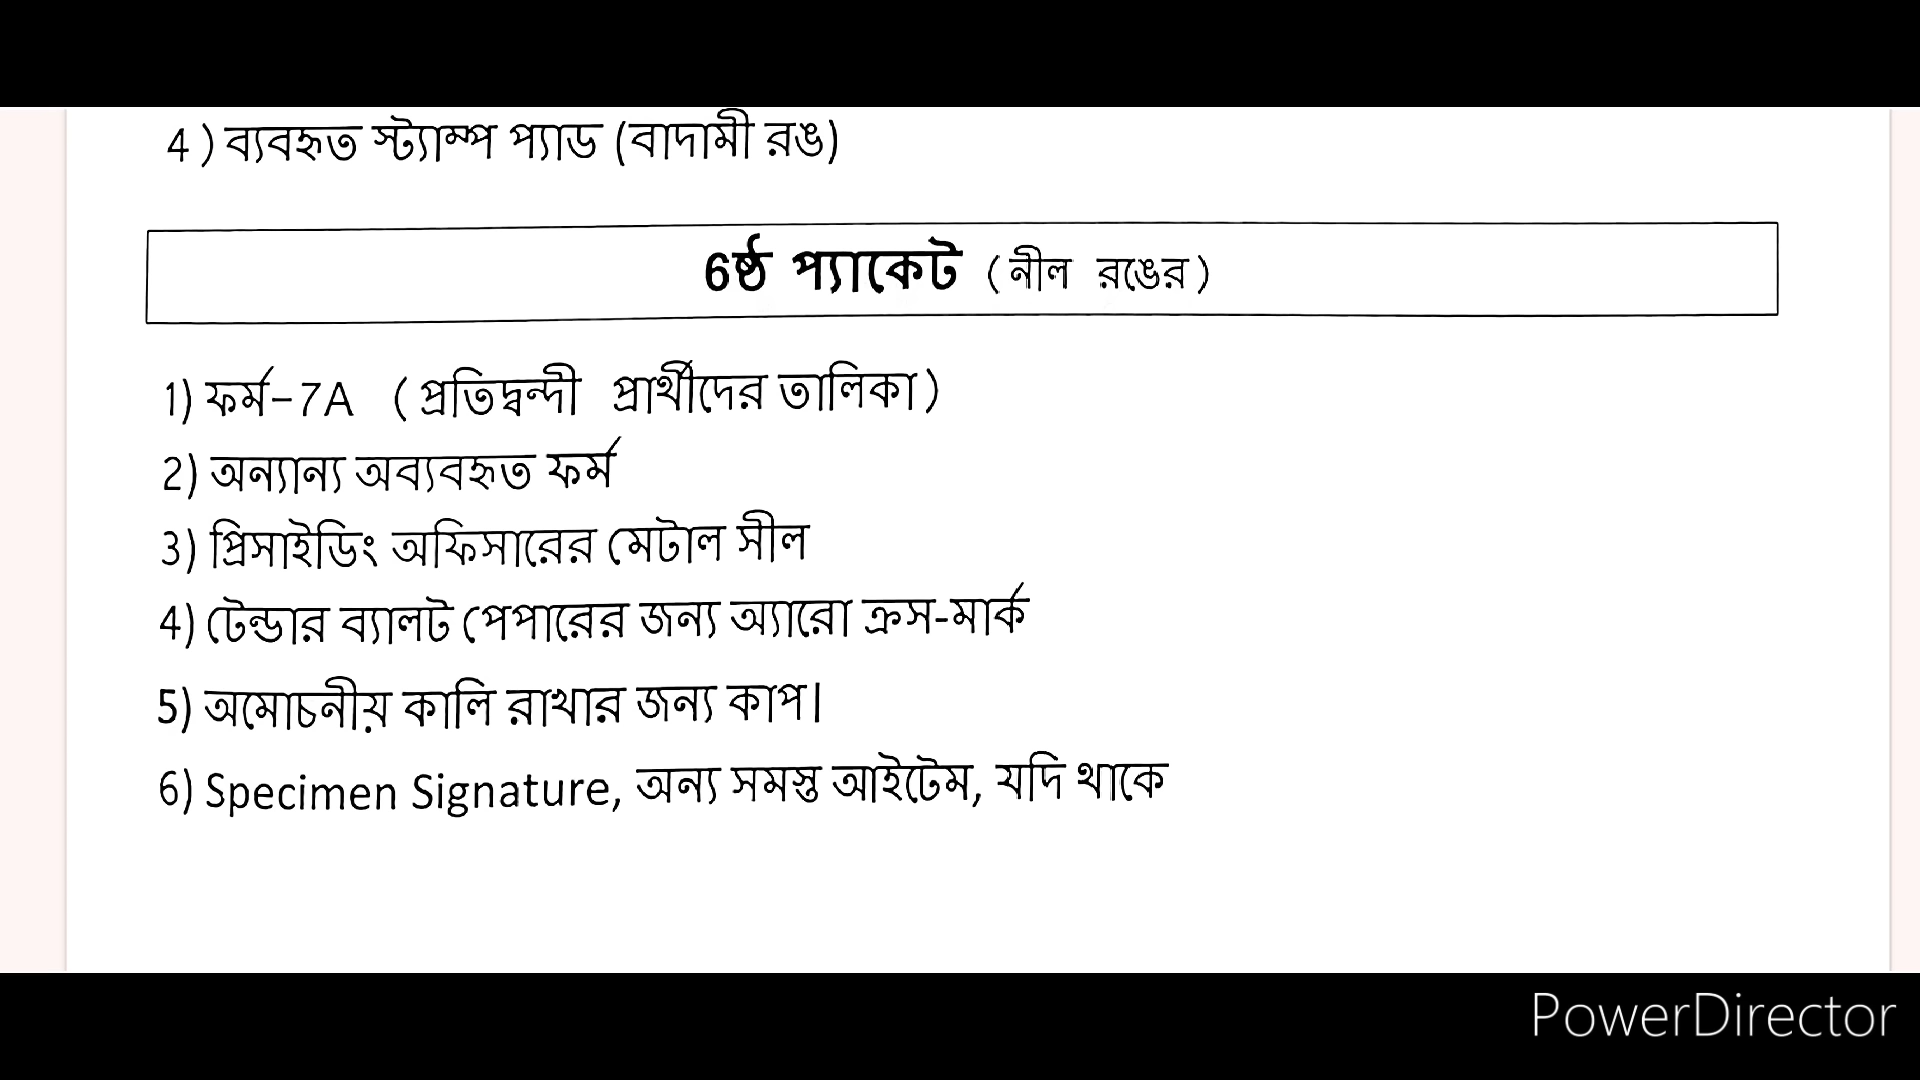 4 ) ব্যবহৃত স্ট্যাম্প প্যাড (বাদামী রঙ)
6ষ্ঠ প্যাকেট (নীল রঙের)
1) ফর্ম–7A ( প্রতিদ্বন্দী প্রার্থীদের তালিকা)
2) অন্যান্য অব্যবহৃত ফর্ম
3) প্রিসাইডিং অফিসারের মেটাল সীল
4) টেন্ডার ব্যালট পেপারের জন্য অ্যারো ক্রস-মার্ক
5) অমোচনীয় কালি রাখার জন্য কাপ।
6) Specimen Signature, অন্য সমস্ত আইটেম, যদি থাকে
PowerDirector